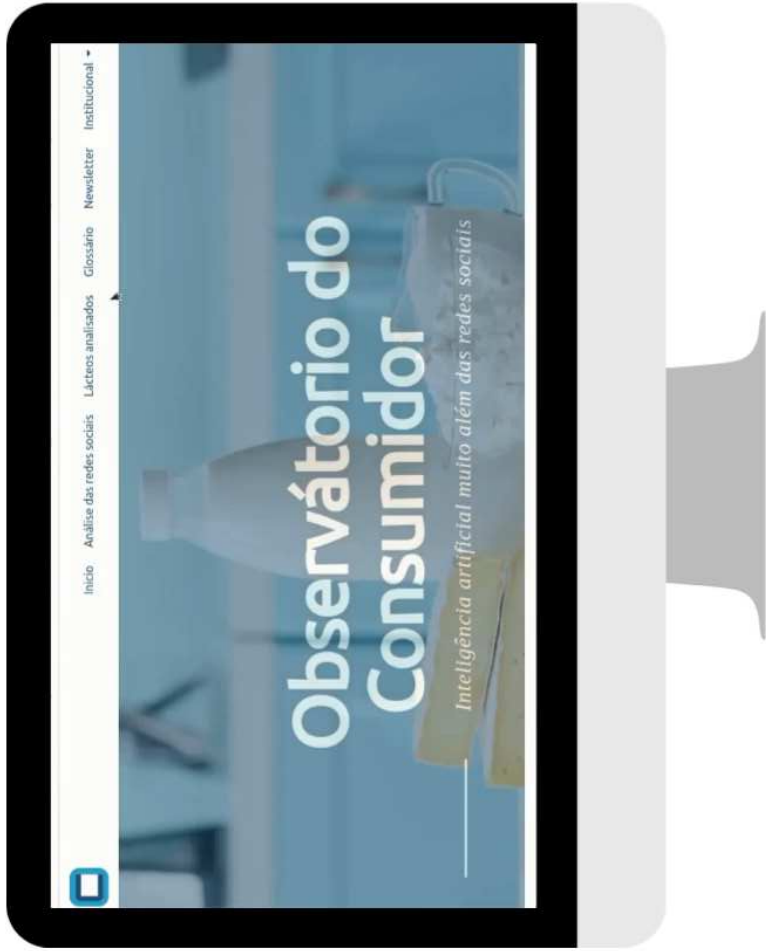 Início Análise das redes sociais Lácteos analisados Glossário Newsletter Institucional
Observátorio do
Consumidor
Inteligência artificial muito além das redes sociais